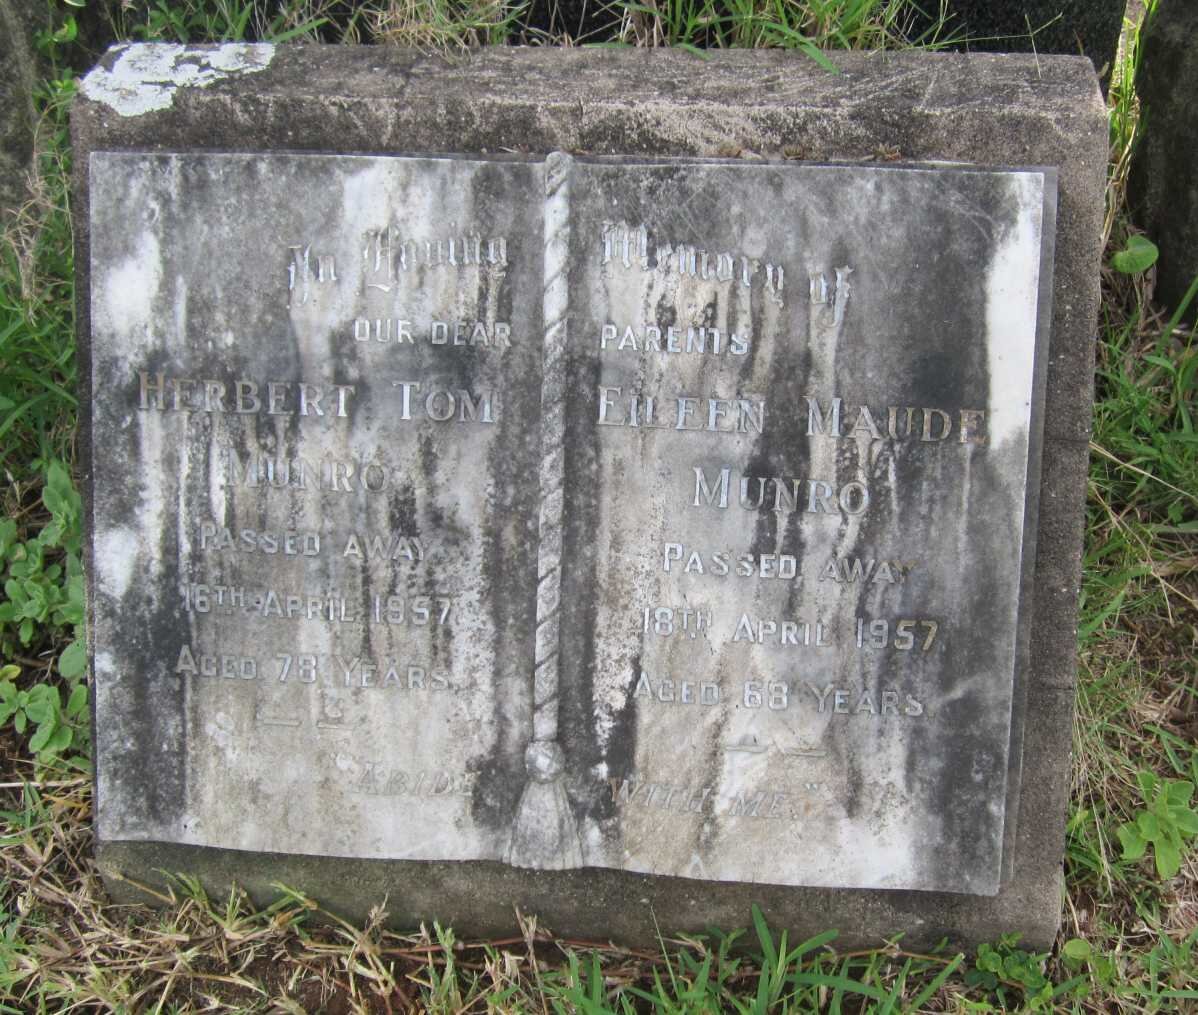 In Loving Memory of
OUR DEAR PARENTS
HERBERT TOM
MUNRO
PASSED AWAY
16TH APRIL 1957
AGED 78 YEARS.
EILEEN MAUDE
MUNRO
PASSED AWAY
18TH APRIL 1957
AGED 68 YEARS.
"ABIDE WITH ME."